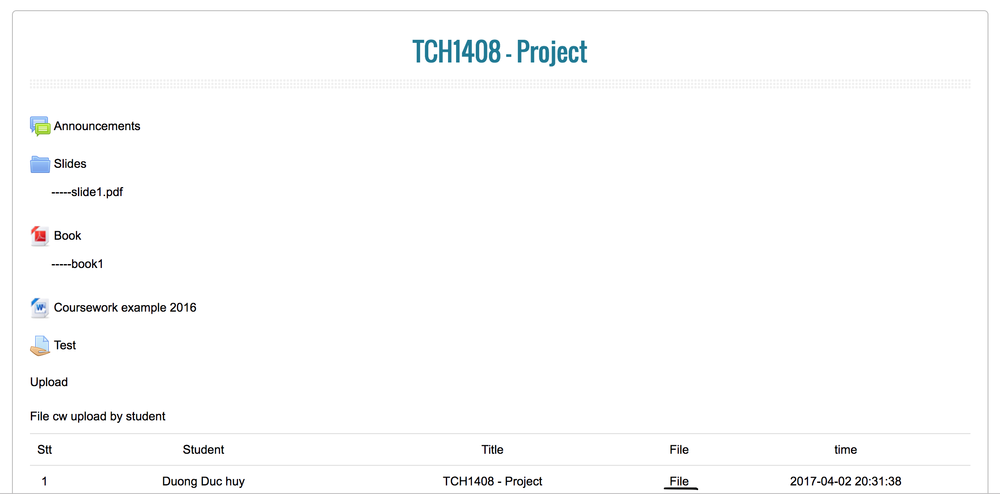 TCH1408 - Project
Announcements
Slides
-----slide1.pdf
Book
-----book1
Coursework example 2016
Test
Upload
File cw upload by student
Stt Student Title File time
1 Duong Duc huy TCH1408 - Project File 2017-04-02 20:31:38